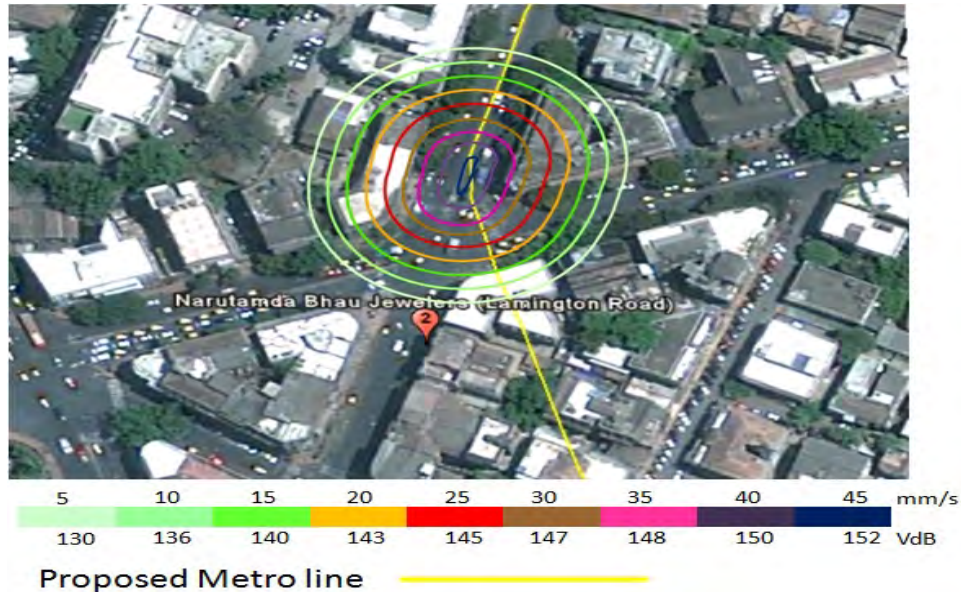 Narutamda Bhau Jewelers (Lamington Road)
2
5 10 15 20 25 30 35 40 45 mm/s
130 136 140 143 145 147 148 150 152 VdB
Proposed Metro line